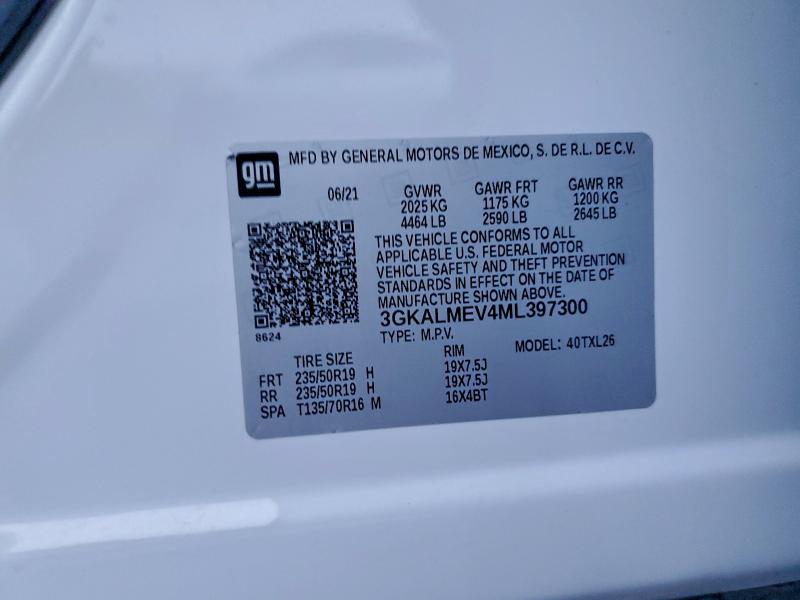 gm MFD BY GENERAL MOTORS DE MEXICO, S. DE R.L. DE C.V.
06/21 GVWR GAWR FRT GAWR RR
2025 KG 1175 KG 1200 KG
4464 LB 2590 LB 2645 LB
THIS VEHICLE CONFORMS TO ALL
APPLICABLE U.S. FEDERAL MOTOR
VEHICLE SAFETY AND THEFT PREVENTION
STANDARDS IN EFFECT ON THE DATE OF
MANUFACTURE SHOWN ABOVE.
3GKALMEV4ML397300
8624
TYPE: M.P.V. MODEL: 40TXL26
TIRE SIZE RIM
FRT 235/50R19 H 19X7.5J
RR 235/50R19 H 19X7.5J
SPA T135/70R16 M 16X4BT